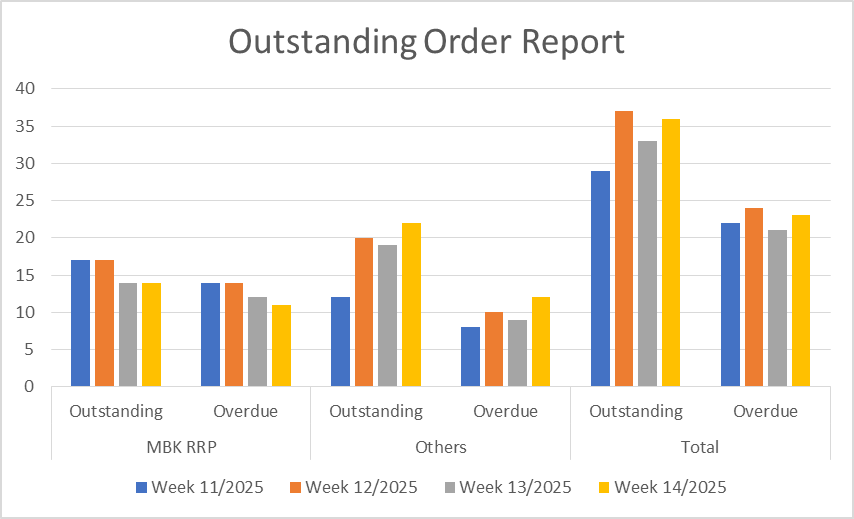 Outstanding Order Report
40
35
30
25
20
15
10
5
0
Outstanding Overdue Outstanding Overdue Outstanding Overdue
MBK RRP Others Total
Week 11/2025 Week 12/2025 Week 13/2025 Week 14/2025